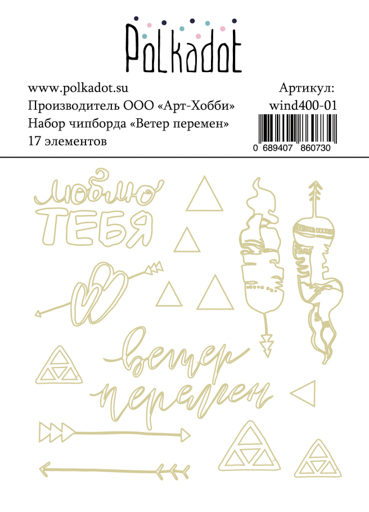 Polkadot
www.polkadot.su
Артикул:
Производитель ООО «Арт-Хобби»
wind400-01
Набор чипборда «Ветер перемен»
17 элементов
0 689407 860730
люблю
ТЕБЯ
ветер
перемен